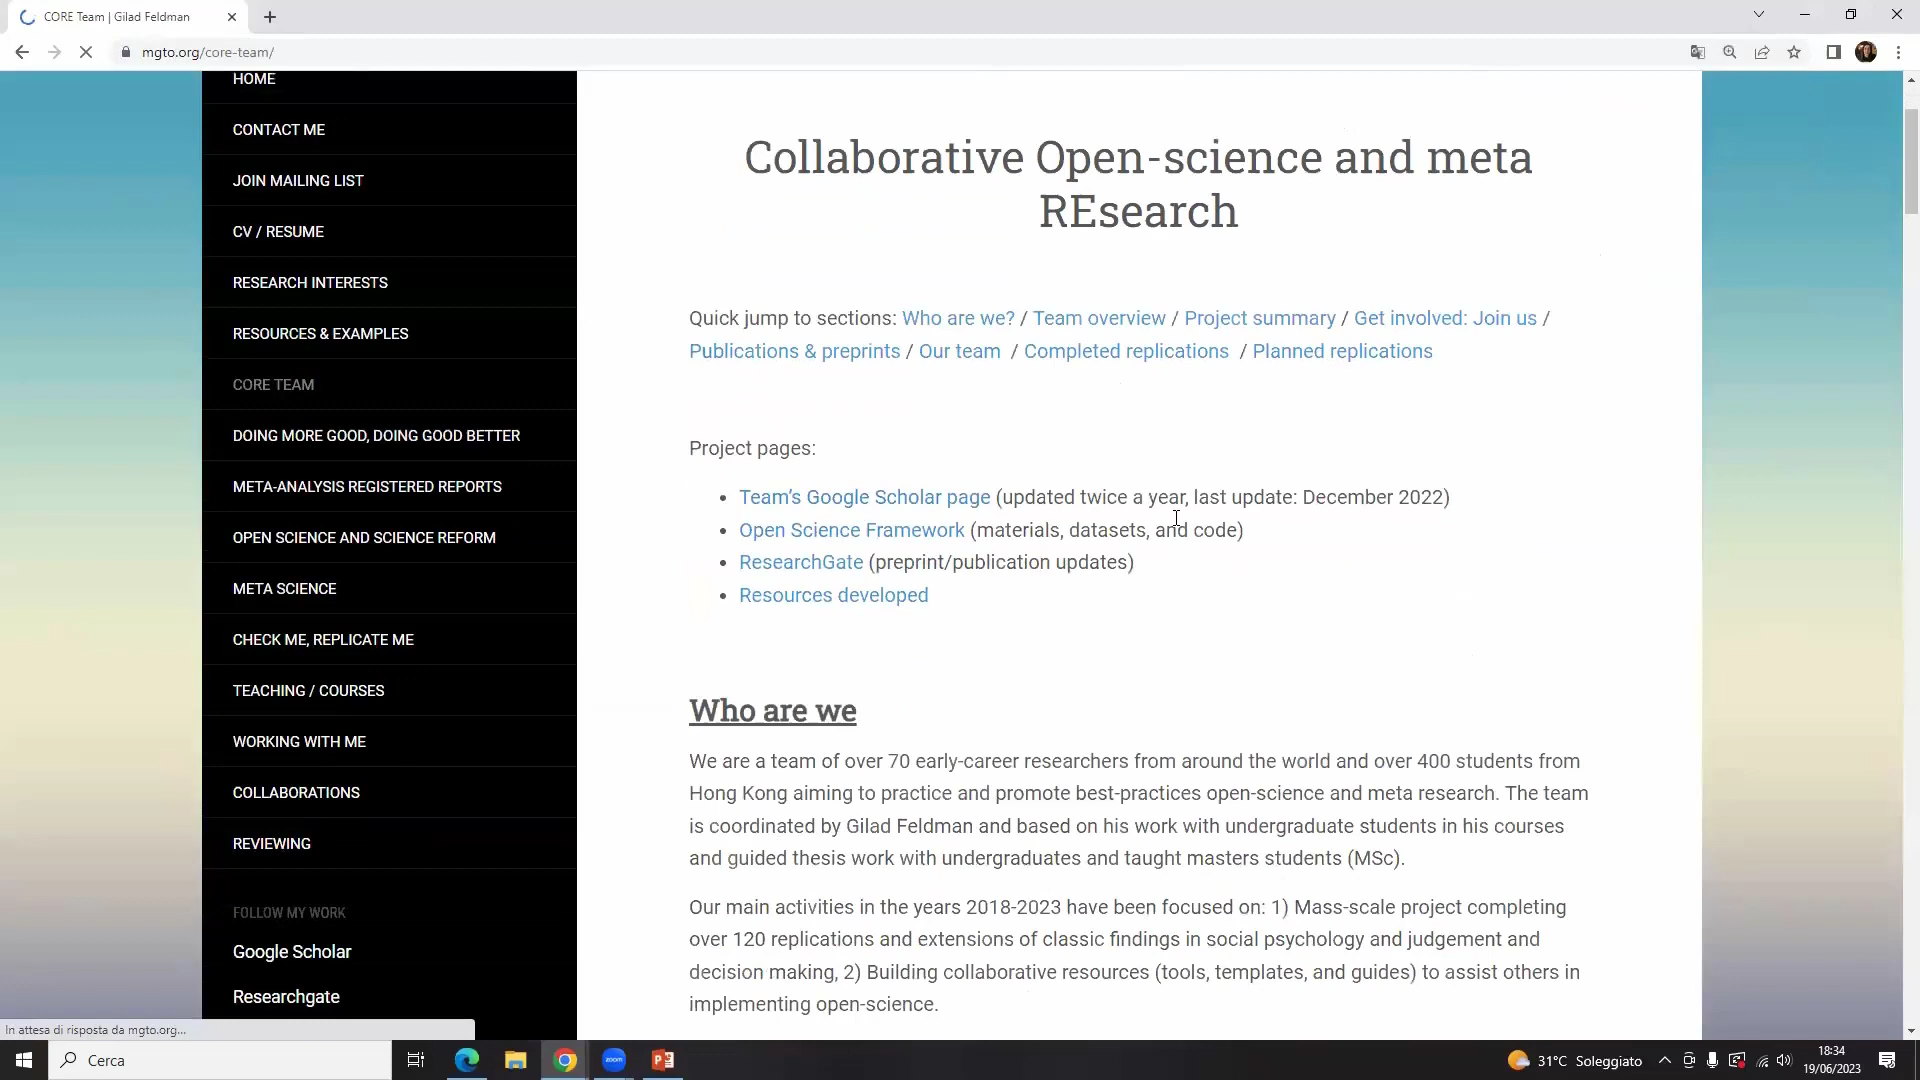 CORE Team | Gilad Feldman
mgto.org/core-team/
HOME
CONTACT ME
JOIN MAILING LIST
CV / RESUME
RESEARCH INTERESTS
RESOURCES & EXAMPLES
CORE TEAM
DOING MORE GOOD, DOING GOOD BETTER
META-ANALYSIS REGISTERED REPORTS
OPEN SCIENCE AND SCIENCE REFORM
META SCIENCE
CHECK ME, REPLICATE ME
TEACHING / COURSES
WORKING WITH ME
COLLABORATIONS
REVIEWING
FOLLOW MY WORK
Google Scholar
Researchgate
Collaborative Open-science and meta
REsearch
Quick jump to sections: Who are we? / Team overview / Project summary / Get involved: Join us /
Publications & preprints / Our team / Completed replications / Planned replications
Project pages:
• Team’s Google Scholar page (updated twice a year, last update: December 2022)
• Open Science Framework (materials, datasets, and code)
• ResearchGate (preprint/publication updates)
• Resources developed
Who are we
We are a team of over 70 early-career researchers from around the world and over 400 students from
Hong Kong aiming to practice and promote best-practices open-science and meta research. The team
is coordinated by Gilad Feldman and based on his work with undergraduate students in his courses
and guided thesis work with undergraduates and taught masters students (MSc).
Our main activities in the years 2018-2023 have been focused on: 1) Mass-scale project completing
over 120 replications and extensions of classic findings in social psychology and judgement and
decision making, 2) Building collaborative resources (tools, templates, and guides) to assist others in
implementing open-science.
In attesa di risposta da mgto.org...
Cerca
zoom
31°C Soleggiato
18:34
19/06/2023